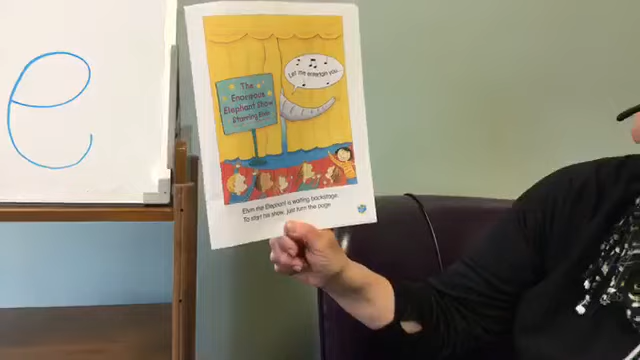 e
Let me entertain you...
The
Enormous
Elephant Show
Starring Elvin
Elvin the Elephant is waiting backstage.
To start his show, just turn the page.